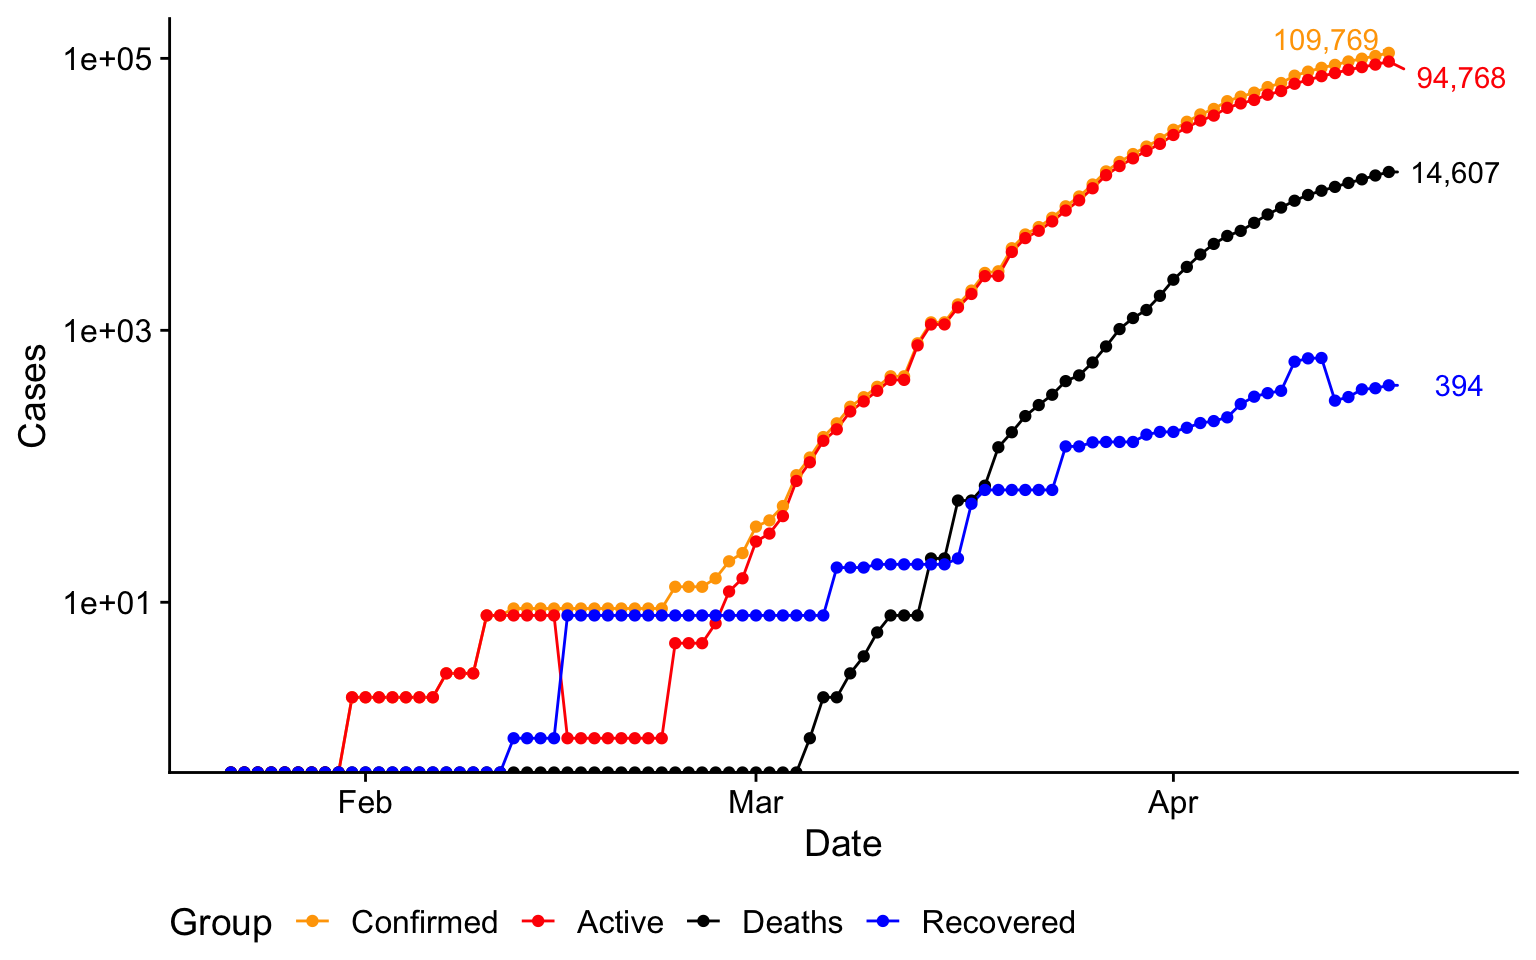 109,769
1e+05
94,768
14,607
1e+03
394
Cases
1e+01
Feb Mar Apr
Date
Group Confirmed Active Deaths Recovered